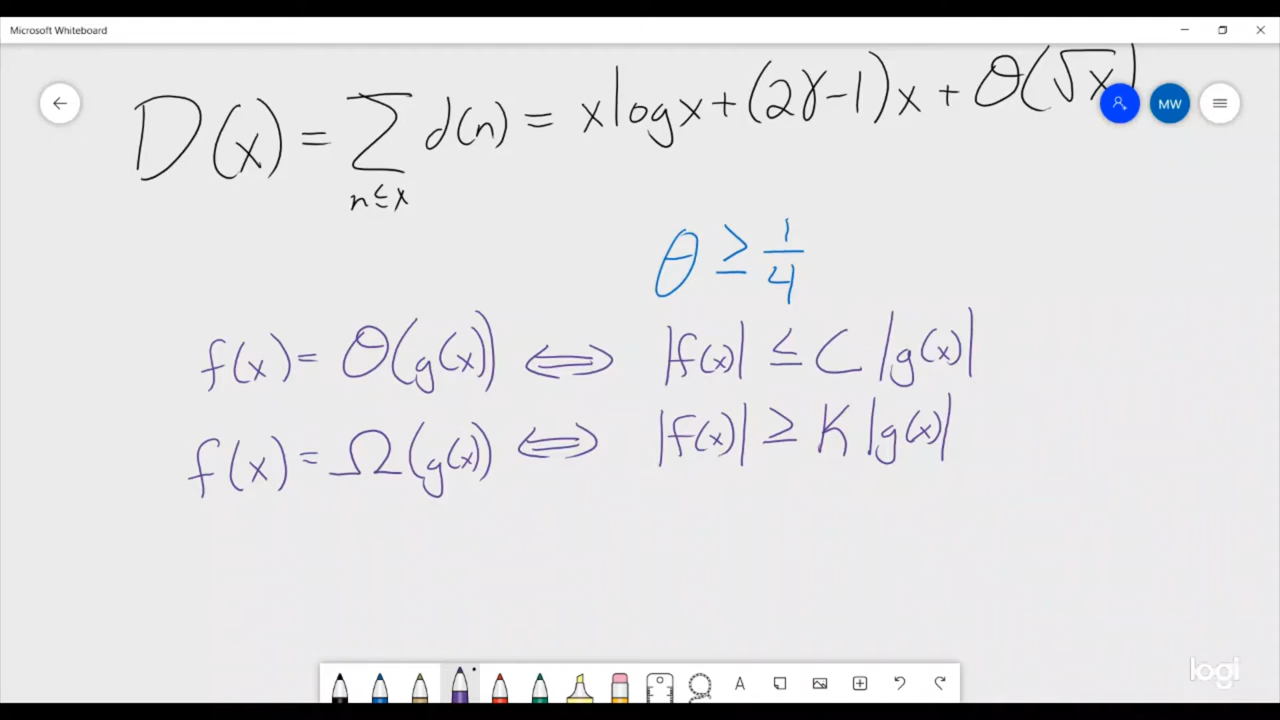 Microsoft Whiteboard
D(x) = ∑ d(n) = x log x + (2γ-1)x + O(√x)
n ≤ x
MW
θ ≥ 1/4
f(x) = O(g(x)) ⟺ |f(x)| ≤ C |g(x)|
f(x) = Ω(g(x)) ⟺ |f(x)| ≥ K |g(x)|
logi
A